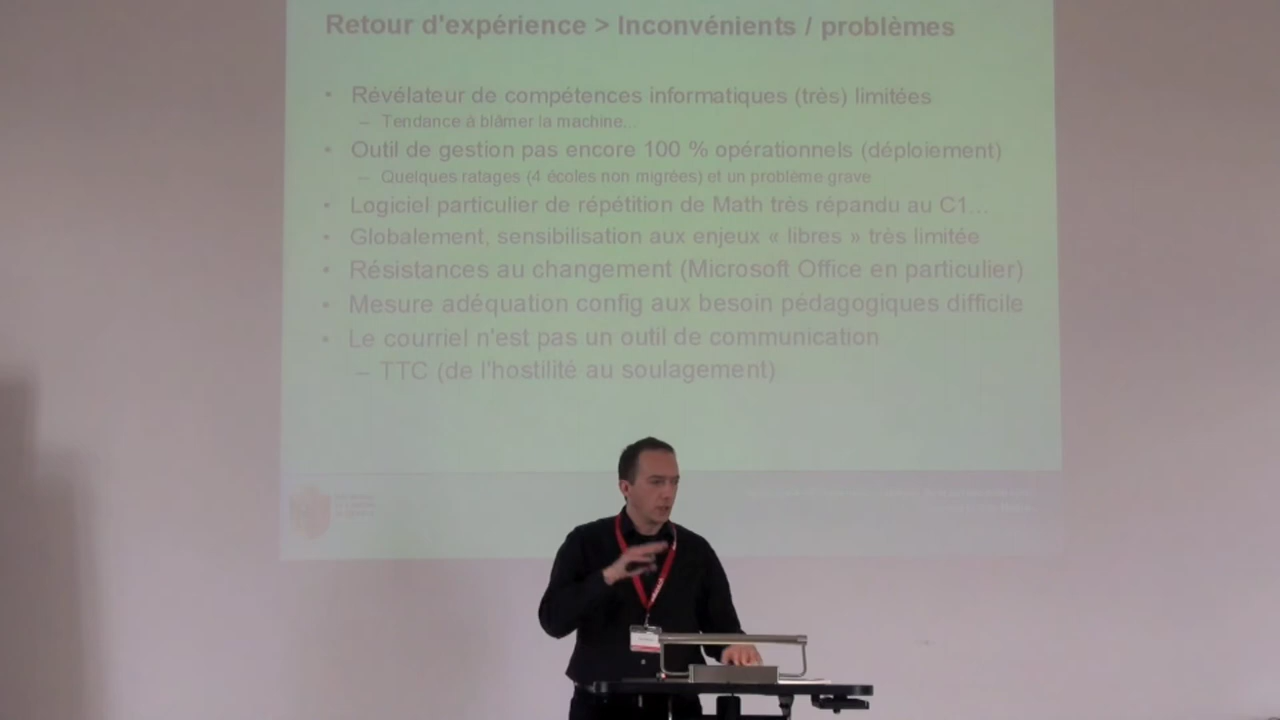 Retour d'expérience > Inconvénients / problèmes
• Révélateur de compétences informatiques (très) limitées
– Tendance à blâmer la machine...
• Outil de gestion pas encore 100 % opérationnels (déploiement)
– Quelques ratages (4 écoles non migrées) et un problème grave
• Logiciel particulier de répétition de Math très répandu au C1...
• Globalement, sensibilisation aux enjeux « libres » très limitée
• Résistances au changement (Microsoft Office en particulier)
• Mesure adéquation config aux besoin pédagogiques difficile
• Le courriel n'est pas un outil de communication
– TTC (de l'hostilité au soulagement)